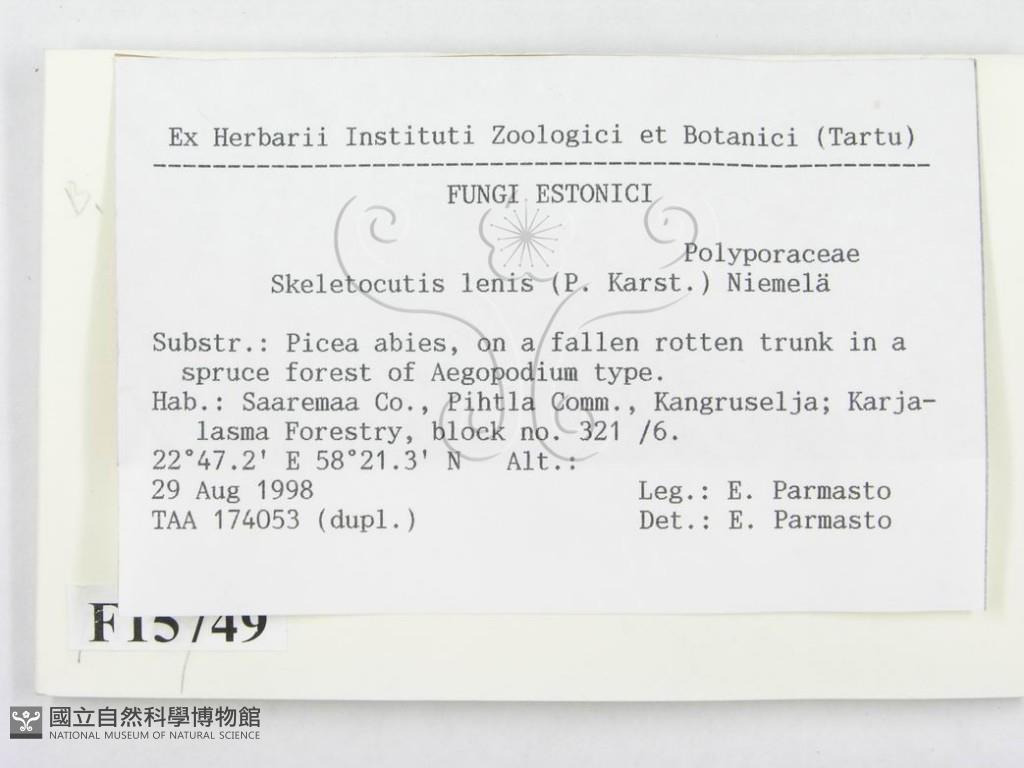 Ex Herbarii Instituti Zoologici et Botanici (Tartu)
FUNGI ESTONICI
Polyporaceae
Skeletocutis lenis (P. Karst.) Niemelä
Substr.: Picea abies, on a fallen rotten trunk in a
spruce forest of Aegopodium type.
Hab.: Saaremaa Co., Pihtla Comm., Kangruselja; Karja-
lasma Forestry, block no. 321 /6.
22°47.2' E 58°21.3' N Alt.:
29 Aug 1998 Leg.: E. Parmasto
TAA 174053 (dupl.) Det.: E. Parmasto
B.
F15749
國立自然科學博物館
NATIONAL MUSEUM OF NATURAL SCIENCE